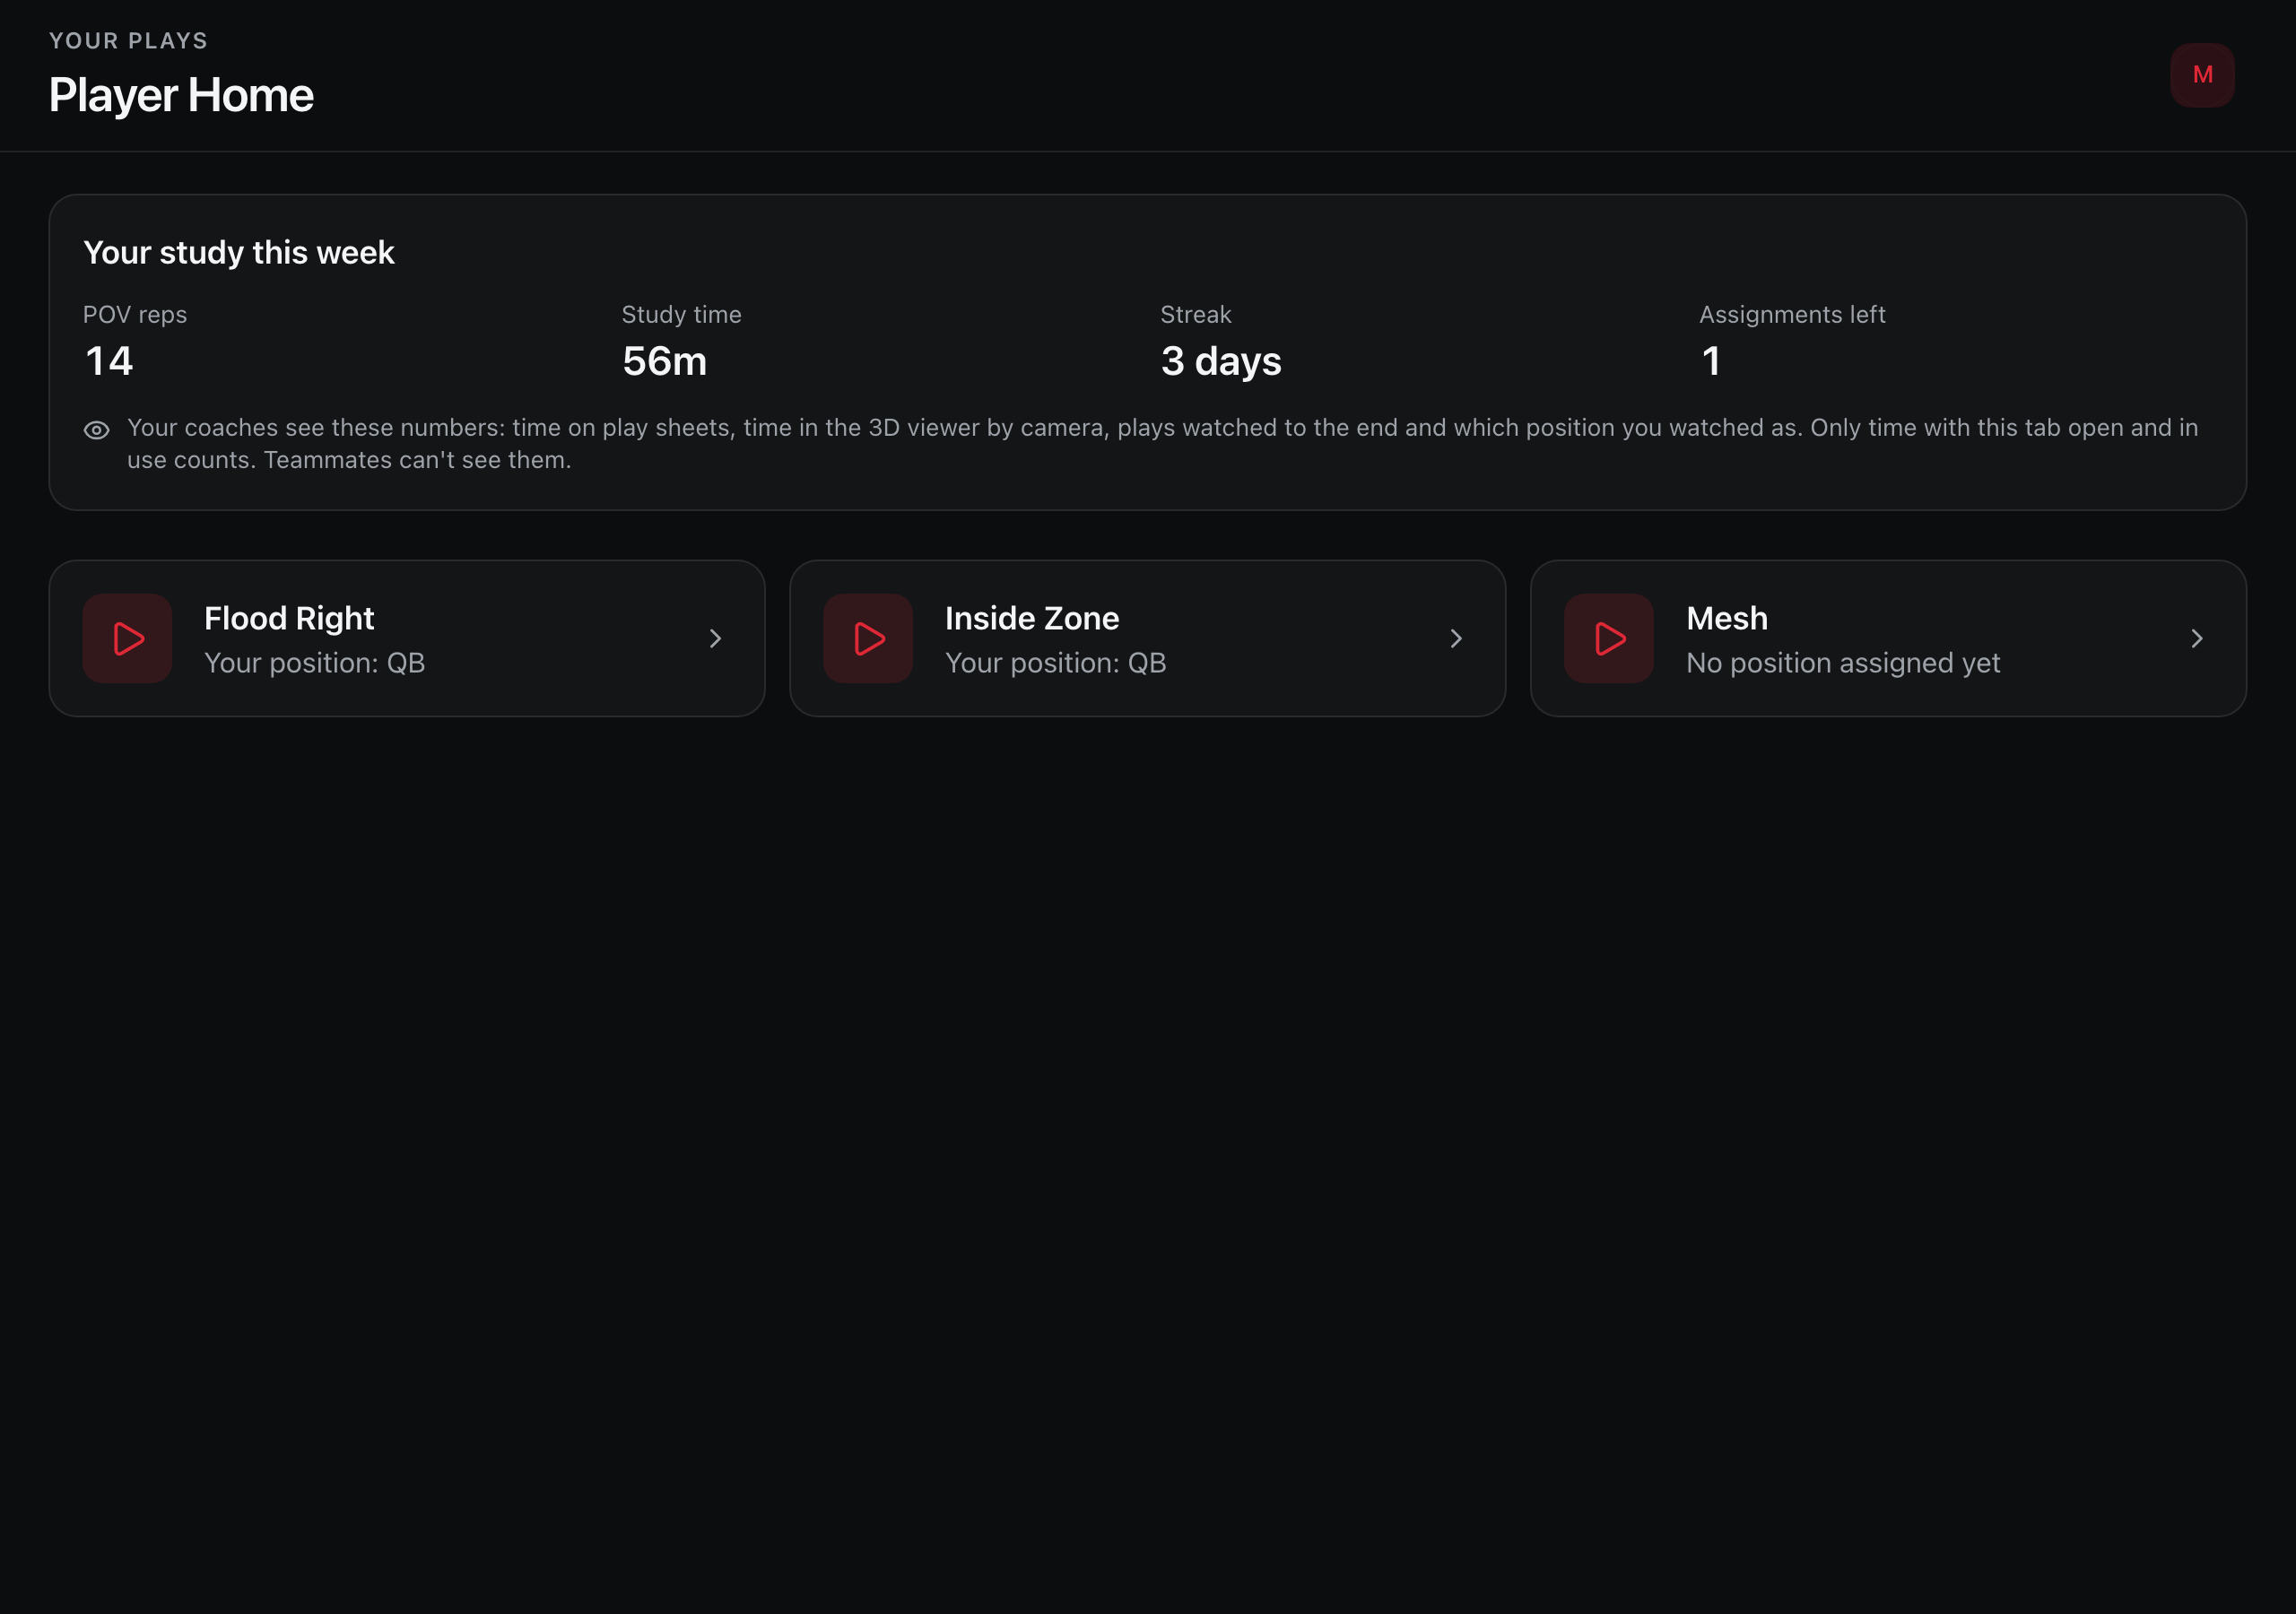 YOUR PLAYS
Player Home
M
Your study this week
POV reps
14
Study time
56m
Streak
3 days
Assignments left
1
Your coaches see these numbers: time on play sheets, time in the 3D viewer by camera, plays watched to the end and which position you watched as. Only time with this tab open and in
use counts. Teammates can't see them.
Flood Right
Your position: QB
Inside Zone
Your position: QB
Mesh
No position assigned yet